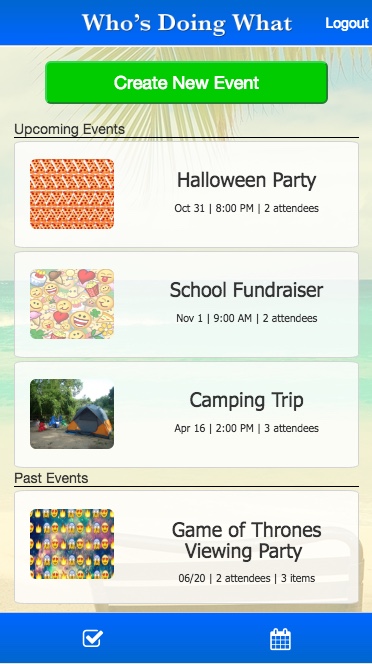 Who's Doing What
Logout
Create New Event
Upcoming Events
Halloween Party
Oct 31 | 8:00 PM | 2 attendees
School Fundraiser
Nov 1 | 9:00 AM | 2 attendees
Camping Trip
Apr 16 | 2:00 PM | 3 attendees
Past Events
Game of Thrones
Viewing Party
06/20 | 2 attendees | 3 items